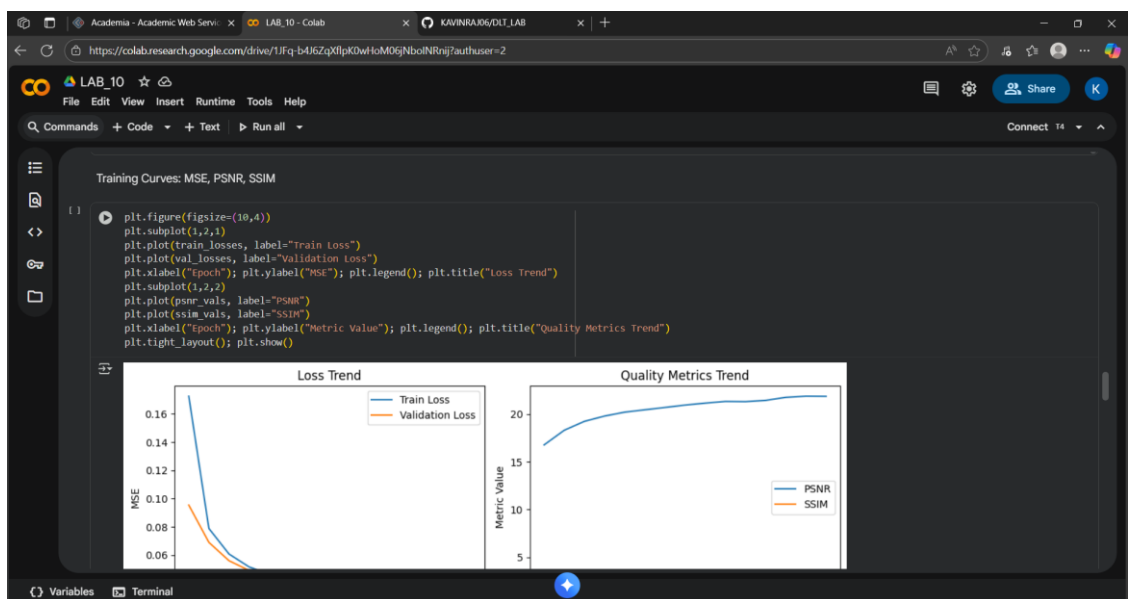 Academia - Academic Web Servic
LAB_10 - Colab
KAVINRAJ06/DLT_LAB
https://colab.research.google.com/drive/1JFq-b4J6ZqXflpK0wHoM06jNbolNRnij?authuser=2
LAB_10
File Edit View Insert Runtime Tools Help
Share
K
Commands + Code + Text Run all
Connect T4
Training Curves: MSE, PSNR, SSIM
[ ]
plt.figure(figsize=(10,4))
plt.subplot(1,2,1)
plt.plot(train_losses, label="Train Loss")
plt.plot(val_losses, label="Validation Loss")
plt.xlabel("Epoch"); plt.ylabel("MSE"); plt.legend(); plt.title("Loss Trend")
plt.subplot(1,2,2)
plt.plot(psnr_vals, label="PSNR")
plt.plot(ssim_vals, label="SSIM")
plt.xlabel("Epoch"); plt.ylabel("Metric Value"); plt.legend(); plt.title("Quality Metrics Trend")
plt.tight_layout(); plt.show()
Loss Trend
Train Loss
Validation Loss
0.16
0.14
0.12
0.10
0.08
0.06
MSE
Quality Metrics Trend
20
15
10
5
Metric Value
PSNR
SSIM
{} Variables Terminal